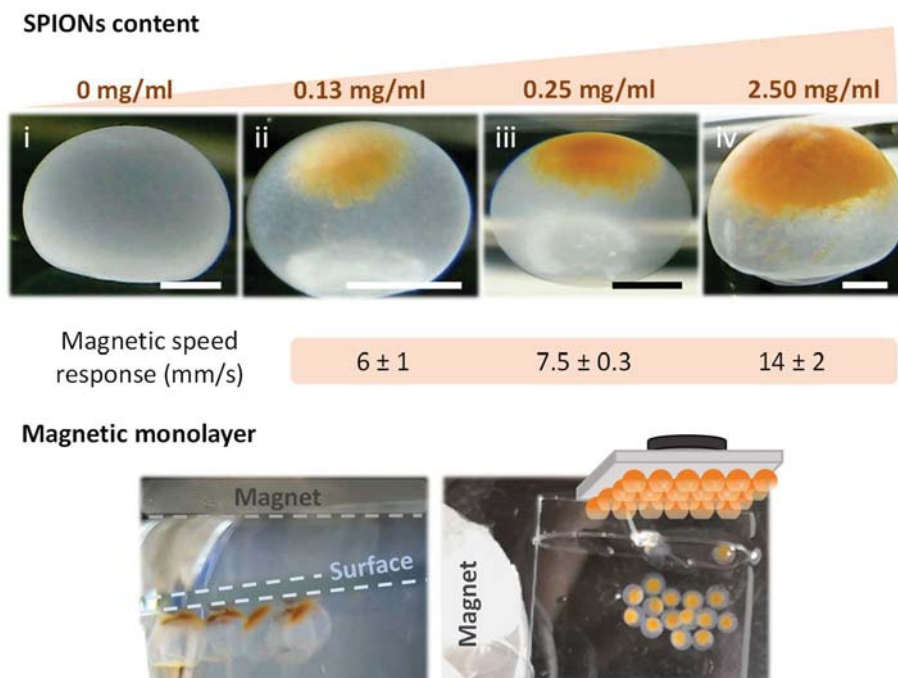 SPIONs content
0 mg/ml 0.13 mg/ml 0.25 mg/ml 2.50 mg/ml
i ii iii iv
Magnetic speed
response (mm/s)
6 ± 1 7.5 ± 0.3 14 ± 2
Magnetic monolayer
Magnet
Surface
Magnet